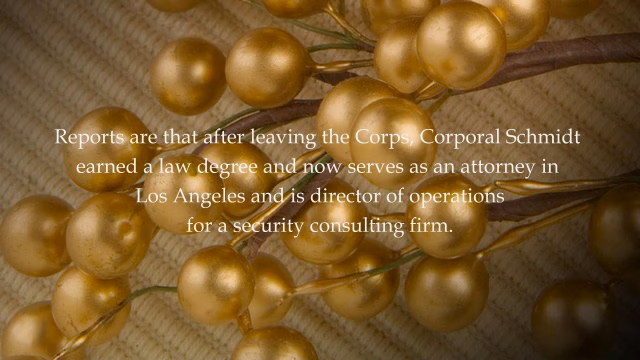 Reports are that after leaving the Corps, Corporal Schmidt
earned a law degree and now serves as an attorney in
Los Angeles and is director of operations
for a security consulting firm.